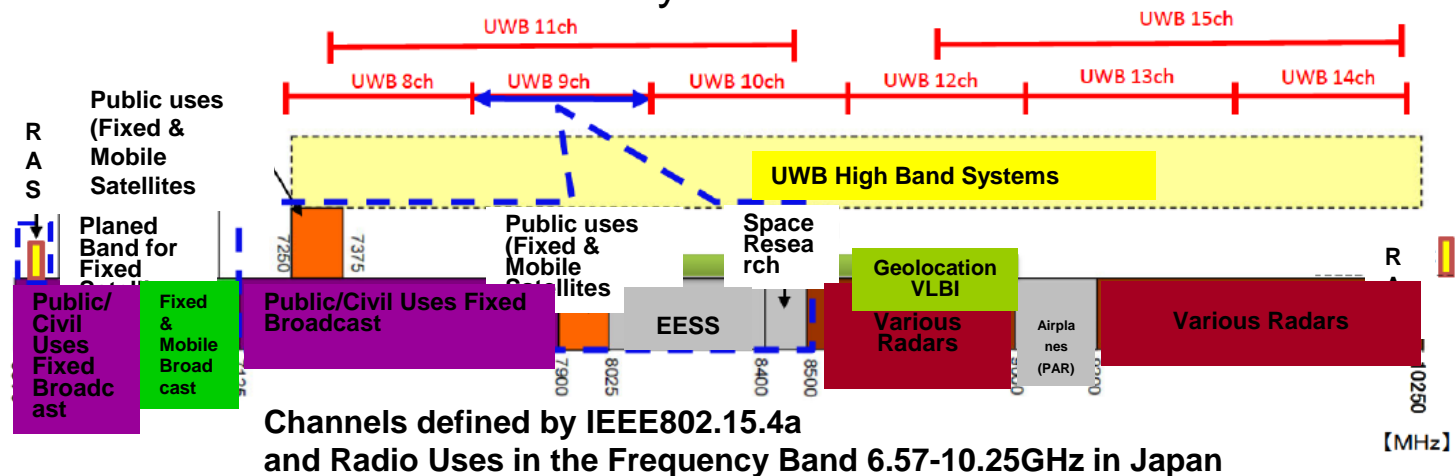 UWB 11ch
UWB 15ch
UWB 8ch
UWB 9ch
UWB 10ch
UWB 12ch
UWB 13ch
UWB 14ch
R
A
S
Public uses
(Fixed &
Mobile
Satellites
UWB High Band Systems
Planed
Band for
Fixed
7250
7375
Public uses
(Fixed &
Mobile
Satellites
Space
Resea
rch
Geolocation
VLBI
R
Public/
Civil
Uses
Fixed
Broadc
ast
Fixed
&
Mobile
Broad
cast
Public/Civil Uses Fixed
Broadcast
EESS
Various
Radars
Airpla
nes
(PAR)
Various Radars
7900
8025
8400
8500
10250
Channels defined by IEEE802.15.4a
and Radio Uses in the Frequency Band 6.57-10.25GHz in Japan
【MHz】